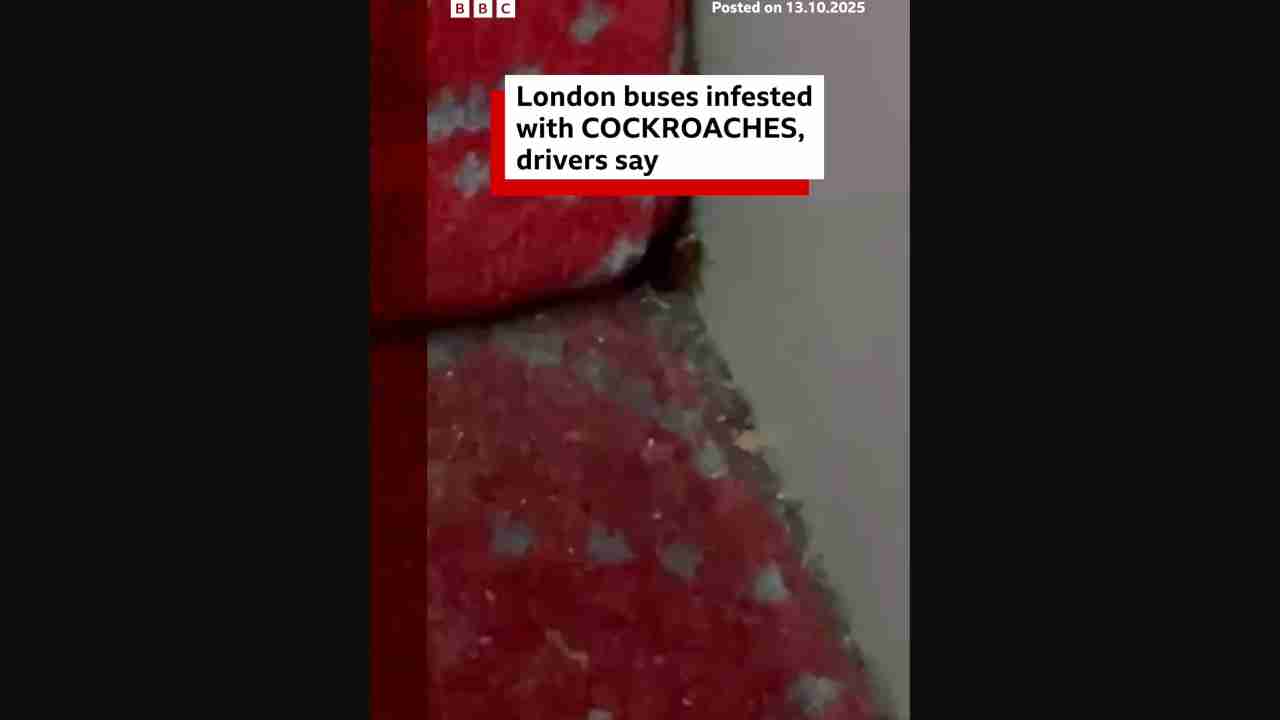 BBC
Posted on 13.10.2025
London buses infested
with COCKROACHES,
drivers say